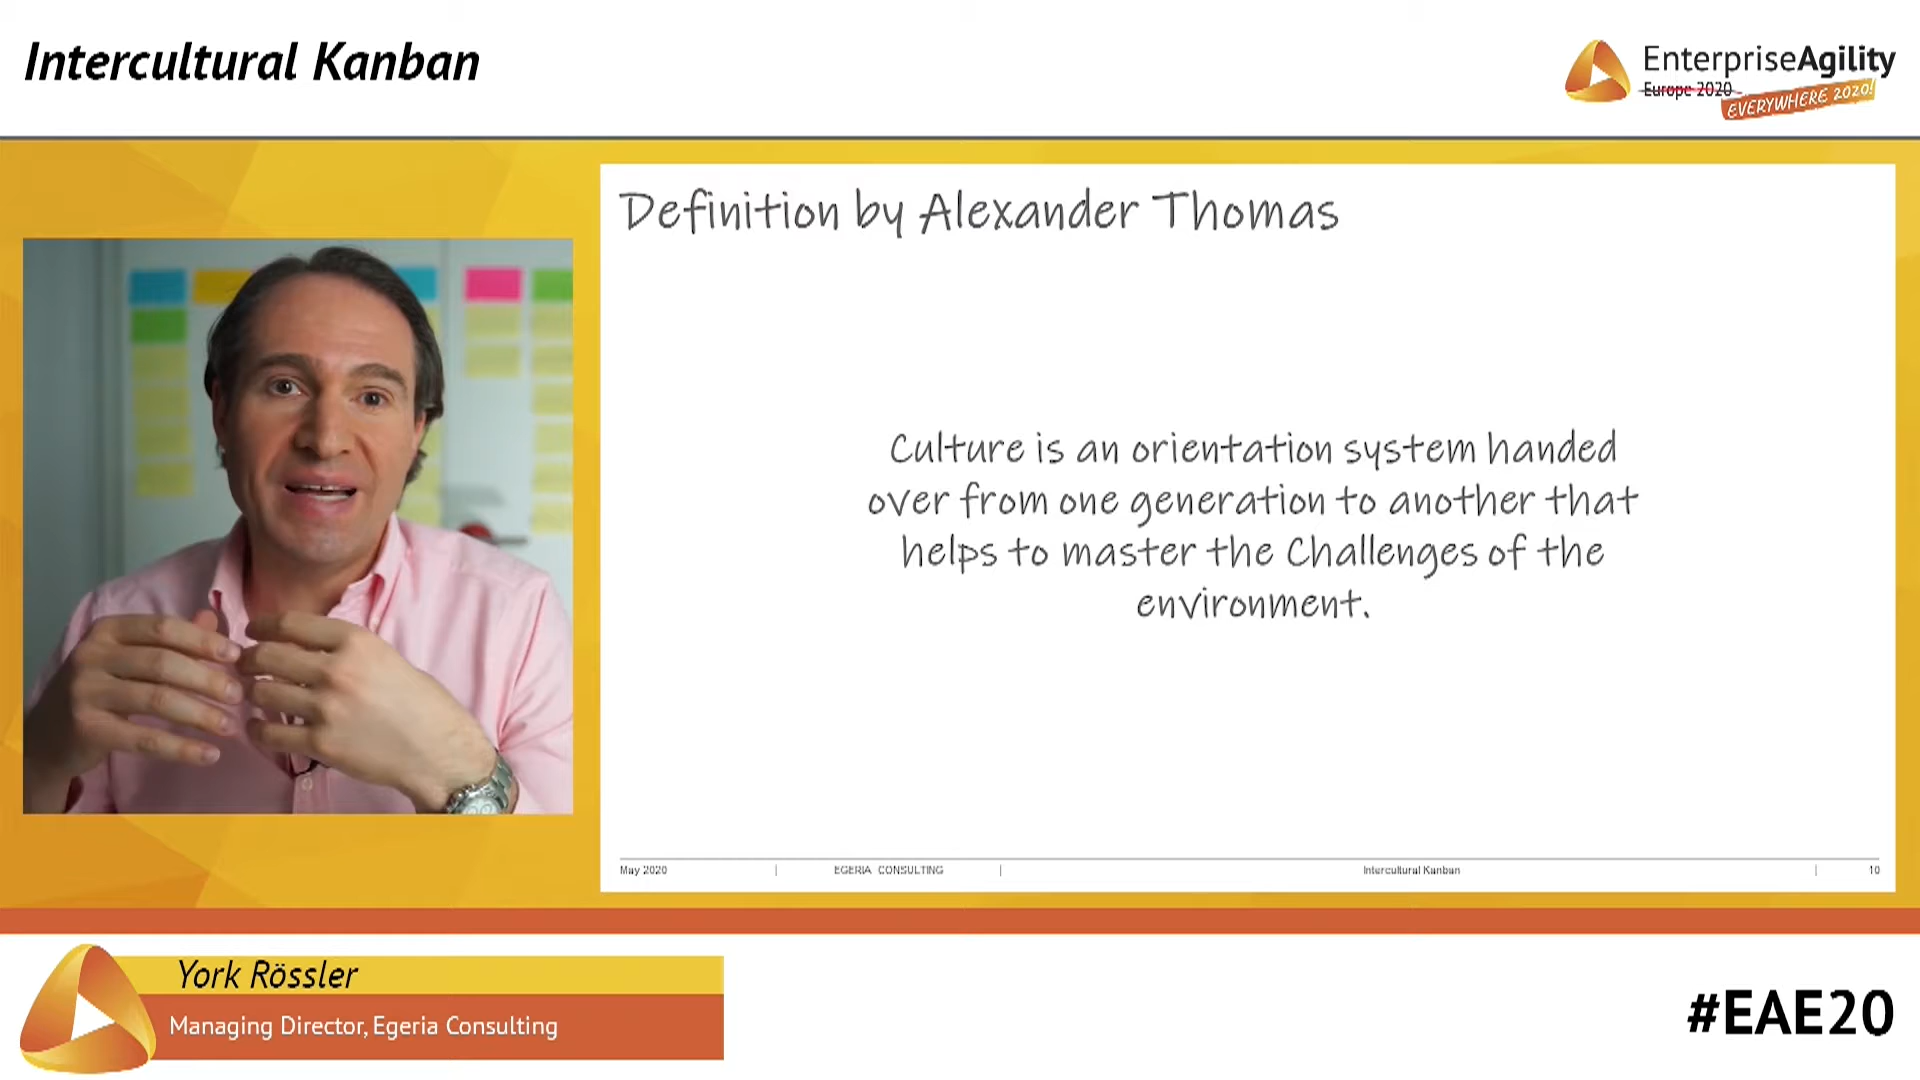 Intercultural Kanban
EnterpriseAgility
Europe 2020
EVERYWHERE 2020!
Definition by Alexander Thomas
Culture is an orientation system handed
over from one generation to another that
helps to master the Challenges of the
environment.
May 2020 | EGERIA CONSULTING | Intercultural Kanban | 10
York Rössler
Managing Director, Egeria Consulting
#EAE20